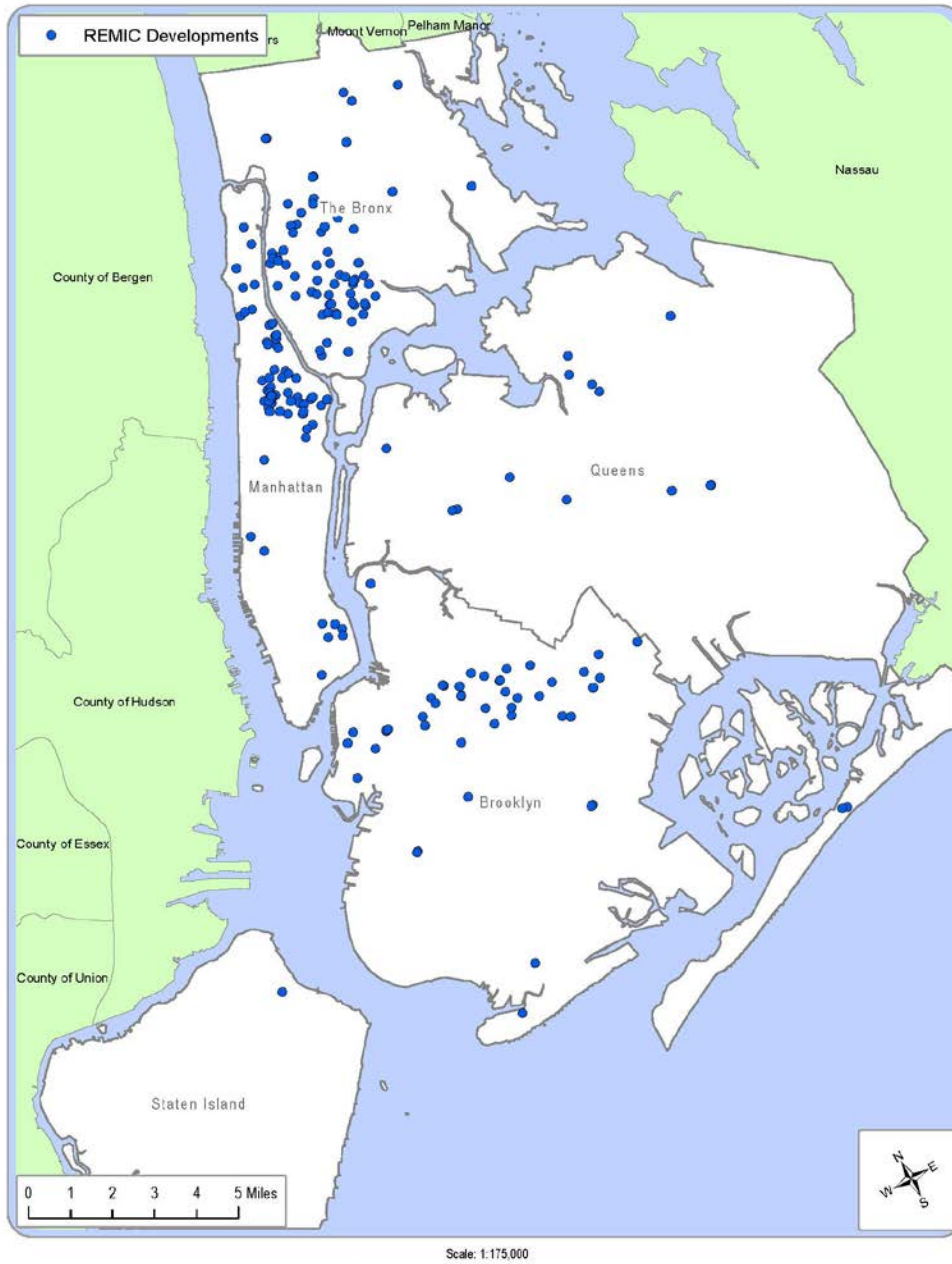 REMIC Developments
rs
Mount Vernon
Pelham Manor
Nassau
The Bronx
County of Bergen
Queens
Manhattan
County of Hudson
Brooklyn
County of Essex
County of Union
Staten Island
0 1 2 3 4 5 Miles
N
E
W
S
Scale: 1:175,000